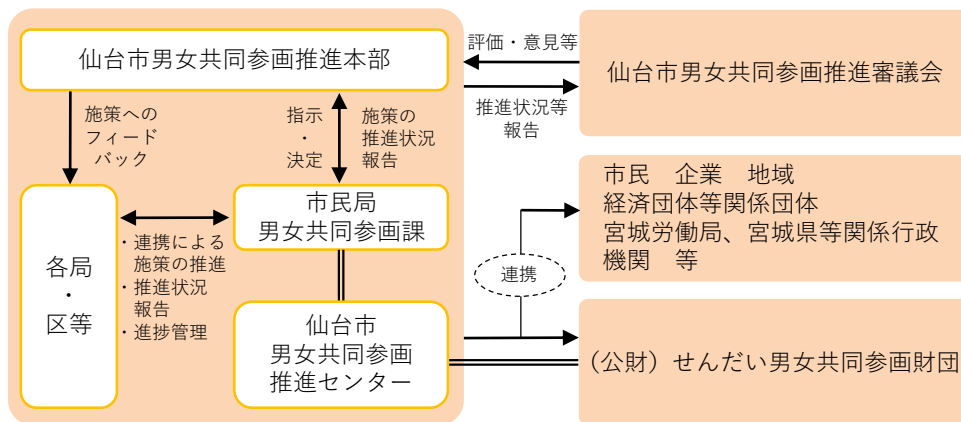 仙台市男女共同参画推進本部
評価・意見等
推進状況等
報告
仙台市男女共同参画推進審議会
施策への
フィード
バック
指示
・
決定
施策の
推進状況
報告
各局
・
区等
・連携による
施策の推進
・推進状況
報告
・進捗管理
市民局
男女共同参画課
市民　企業　地域
経済団体等関係団体
宮城労働局、宮城県等関係行政
機関　等
連携
仙台市
男女共同参画
推進センター
（公財）せんだい男女共同参画財団